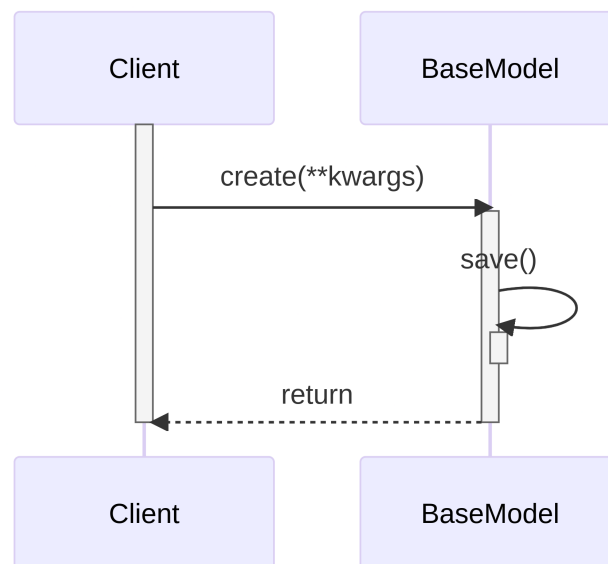 Client
BaseModel
create(**kwargs)
save()
return
Client
BaseModel